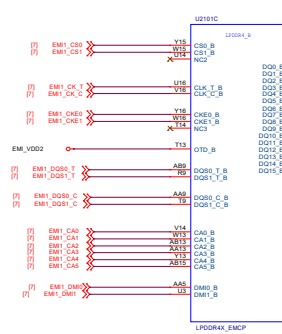 U2101C
LPDDR4_B
[7] EMI1_CS0 Y15 CS0_B
[7] EMI1_CS1 W15 CS1_B
U14 NC2
DQ0_B
DQ1_B
DQ2_B
[7] EMI1_CK_T U16 CLK_T_B DQ3_B
[7] EMI1_CK_C V16 CLK_C_B DQ4_B
DQ5_B
DQ6_B
[7] EMI1_CKE0 Y16 CKE0_B DQ7_B
[7] EMI1_CKE1 W16 CKE1_B DQ8_B
T14 NC3 DQ9_B
DQ10_B
DQ11_B
EMI_VDD2 T13 OTD_B DQ12_B
DQ13_B
DQ14_B
[7] EMI1_DQS0_T AB9 DQS0_T_B DQ15_B
[7] EMI1_DQS1_T R9 DQS1_T_B
[7] EMI1_DQS0_C AA9 DQS0_C_B
[7] EMI1_DQS1_C T9 DQS1_C_B
[7] EMI1_CA0 V14 CA0_B
[7] EMI1_CA1 W13 CA1_B
[7] EMI1_CA2 AB13 CA2_B
[7] EMI1_CA3 AA13 CA3_B
[7] EMI1_CA4 Y13 CA4_B
[7] EMI1_CA5 AB15 CA5_B
[7] EMI1_DMI0 AA5 DMI0_B
[7] EMI1_DMI1 U3 DMI1_B
LPDDR4X_EMCP